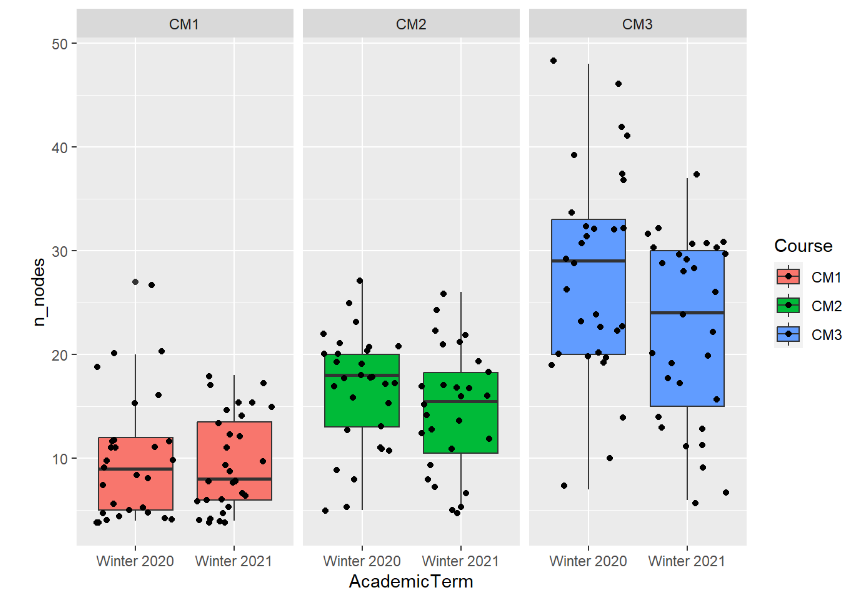 CM1 CM2 CM3
50
40
30
20
10
n_nodes
Winter 2020 Winter 2021 Winter 2020 Winter 2021 Winter 2020 Winter 2021
AcademicTerm
Course
CM1
CM2
CM3